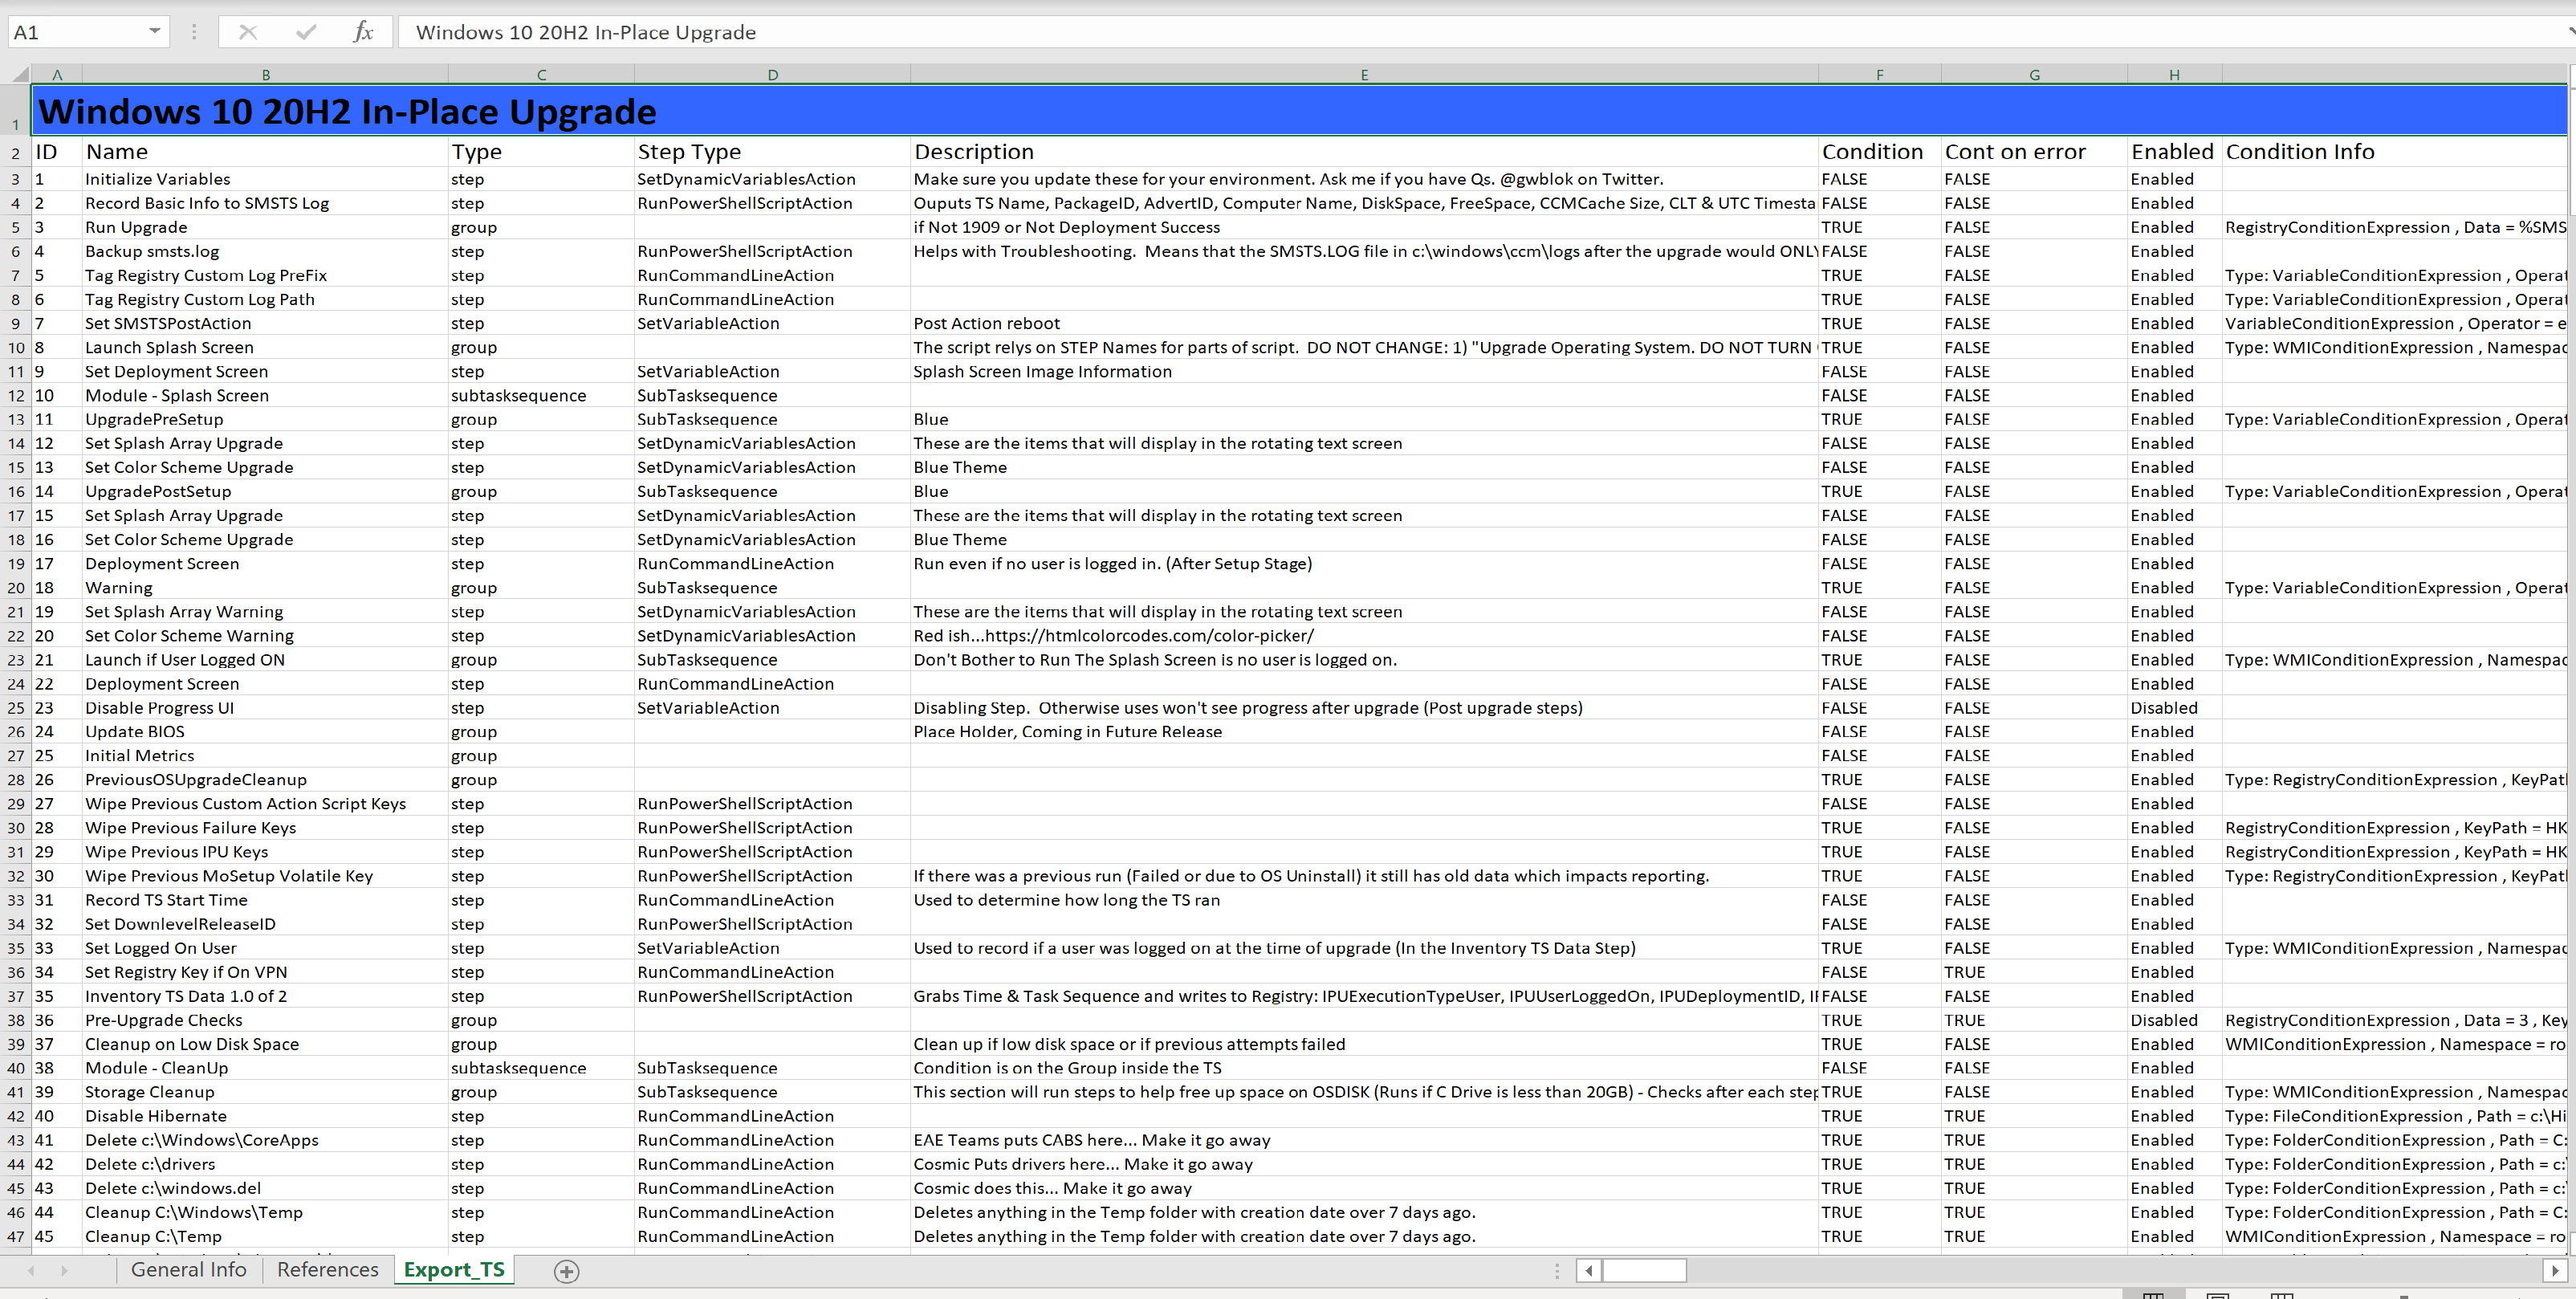 A1 fx Windows 10 20H2 In-Place Upgrade
A B C D E F G H
1 Windows 10 20H2 In-Place Upgrade
2 ID Name Type Step Type Description Condition Cont on error Enabled Condition Info
3 1 Initialize Variables step SetDynamicVariablesAction Make sure you update these for your environment. Ask me if you have Qs. @gwblok on Twitter. FALSE FALSE Enabled
4 2 Record Basic Info to SMSTS Log step RunPowerShellScriptAction Ouputs TS Name, PackageID, AdvertID, Computer Name, DiskSpace, FreeSpace, CCMCache Size, CLT & UTC Timesta FALSE FALSE Enabled
5 3 Run Upgrade group if Not 1909 or Not Deployment Success TRUE FALSE Enabled RegistryConditionExpression , Data = %SMS
6 4 Backup smsts.log step RunPowerShellScriptAction Helps with Troubleshooting.  Means that the SMSTS.LOG file in c:\windows\ccm\logs after the upgrade would ONLY FALSE FALSE Enabled
7 5 Tag Registry Custom Log PreFix step RunCommandLineAction TRUE FALSE Enabled Type: VariableConditionExpression , Operat
8 6 Tag Registry Custom Log Path step RunCommandLineAction TRUE FALSE Enabled Type: VariableConditionExpression , Operat
9 7 Set SMSTSPostAction step SetVariableAction Post Action reboot TRUE FALSE Enabled VariableConditionExpression , Operator = e
10 8 Launch Splash Screen group The script relys on STEP Names for parts of script.  DO NOT CHANGE: 1) "Upgrade Operating System. DO NOT TURN TRUE FALSE Enabled Type: WMIConditionExpression , Namespac
11 9 Set Deployment Screen step SetVariableAction Splash Screen Image Information FALSE FALSE Enabled
12 10 Module - Splash Screen subtasksequence SubTasksequence FALSE FALSE Enabled
13 11 UpgradePreSetup group SubTasksequence Blue TRUE FALSE Enabled Type: VariableConditionExpression , Operat
14 12 Set Splash Array Upgrade step SetDynamicVariablesAction These are the items that will display in the rotating text screen FALSE FALSE Enabled
15 13 Set Color Scheme Upgrade step SetDynamicVariablesAction Blue Theme FALSE FALSE Enabled
16 14 UpgradePostSetup group SubTasksequence Blue TRUE FALSE Enabled Type: VariableConditionExpression , Operat
17 15 Set Splash Array Upgrade step SetDynamicVariablesAction These are the items that will display in the rotating text screen FALSE FALSE Enabled
18 16 Set Color Scheme Upgrade step SetDynamicVariablesAction Blue Theme FALSE FALSE Enabled
19 17 Deployment Screen step RunCommandLineAction Run even if no user is logged in. (After Setup Stage) FALSE FALSE Enabled
20 18 Warning group SubTasksequence TRUE FALSE Enabled Type: VariableConditionExpression , Operat
21 19 Set Splash Array Warning step SetDynamicVariablesAction These are the items that will display in the rotating text screen FALSE FALSE Enabled
22 20 Set Color Scheme Warning step SetDynamicVariablesAction Red ish...https://htmlcolorcodes.com/color-picker/ FALSE FALSE Enabled
23 21 Launch if User Logged ON group SubTasksequence Don't Bother to Run The Splash Screen is no user is logged on. TRUE FALSE Enabled Type: WMIConditionExpression , Namespac
24 22 Deployment Screen step RunCommandLineAction FALSE FALSE Enabled
25 23 Disable Progress UI step SetVariableAction Disabling Step.  Otherwise uses won't see progress after upgrade (Post upgrade steps) FALSE FALSE Disabled
26 24 Update BIOS group Place Holder, Coming in Future Release FALSE FALSE Enabled
27 25 Initial Metrics group FALSE FALSE Enabled
28 26 PreviousOSUpgradeCleanup group TRUE FALSE Enabled Type: RegistryConditionExpression , KeyPatl
29 27 Wipe Previous Custom Action Script Keys step RunPowerShellScriptAction FALSE FALSE Enabled
30 28 Wipe Previous Failure Keys step RunPowerShellScriptAction TRUE FALSE Enabled RegistryConditionExpression , KeyPath = HK
31 29 Wipe Previous IPU Keys step RunPowerShellScriptAction TRUE FALSE Enabled RegistryConditionExpression , KeyPath = HK
32 30 Wipe Previous MoSetup Volatile Key step RunPowerShellScriptAction If there was a previous run (Failed or due to OS Uninstall) it still has old data which impacts reporting. TRUE FALSE Enabled Type: RegistryConditionExpression , KeyPatl
33 31 Record TS Start Time step RunCommandLineAction Used to determine how long the TS ran FALSE FALSE Enabled
34 32 Set DownlevelReleaseID step RunPowerShellScriptAction FALSE FALSE Enabled
35 33 Set Logged On User step SetVariableAction Used to record if a user was logged on at the time of upgrade (In the Inventory TS Data Step) TRUE FALSE Enabled Type: WMIConditionExpression , Namespac
36 34 Set Registry Key if On VPN step RunCommandLineAction FALSE TRUE Enabled
37 35 Inventory TS Data 1.0 of 2 step RunPowerShellScriptAction Grabs Time & Task Sequence and writes to Registry: IPUExecutionTypeUser, IPUUserLoggedOn, IPUDeploymentID, FALSE FALSE Enabled
38 36 Pre-Upgrade Checks group TRUE TRUE Disabled RegistryConditionExpression , Data = 3 , Key
39 37 Cleanup on Low Disk Space group Clean up if low disk space or if previous attempts failed TRUE FALSE Enabled WMIConditionExpression , Namespace = ro
40 38 Module - CleanUp subtasksequence SubTasksequence Condition is on the Group inside the TS FALSE FALSE Enabled
41 39 Storage Cleanup group SubTasksequence This section will run steps to help free up space on OSDISK (Runs if C Drive is less than 20GB) - Checks after each step TRUE FALSE Enabled Type: WMIConditionExpression , Namespac
42 40 Disable Hibernate step RunCommandLineAction TRUE TRUE Enabled Type: FileConditionExpression , Path = c:\Hi
43 41 Delete c:\Windows\CoreApps step RunCommandLineAction EAE Teams puts CABS here... Make it go away TRUE TRUE Enabled Type: FolderConditionExpression , Path = C:
44 42 Delete c:\drivers step RunCommandLineAction Cosmic Puts drivers here... Make it go away TRUE TRUE Enabled Type: FolderConditionExpression , Path = c:
45 43 Delete c:\windows.del step RunCommandLineAction Cosmic does this... Make it go away TRUE TRUE Enabled Type: FolderConditionExpression , Path = c:
46 44 Cleanup C:\Windows\Temp step RunCommandLineAction Deletes anything in the Temp folder with creation date over 7 days ago. TRUE TRUE Enabled Type: FolderConditionExpression , Path = C:
47 45 Cleanup C:\Temp step RunCommandLineAction Deletes anything in the Temp folder with creation date over 7 days ago. TRUE TRUE Enabled WMIConditionExpression , Namespace = ro
General Info References Export_TS